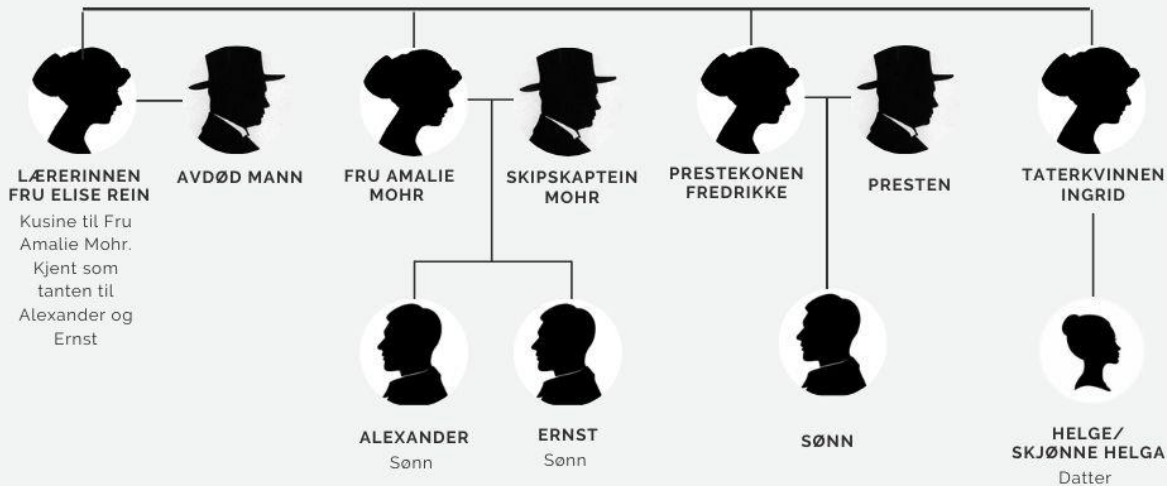 LÆRERINNEN
FRU ELISE REIN
Kusine til Fru
Amalie Mohr.
Kjent som
tanten til
Alexander og
Ernst
AVDØD MANN
FRU AMALIE
MOHR
SKIPSKAPTEIN
MOHR
PRESTEKONEN
FREDRIKKE
PRESTEN
TATERKVINNEN
INGRID
ALEXANDER
Sønn
ERNST
Sønn
SØNN
HELGE/
SKJØNNE HELGA
Datter